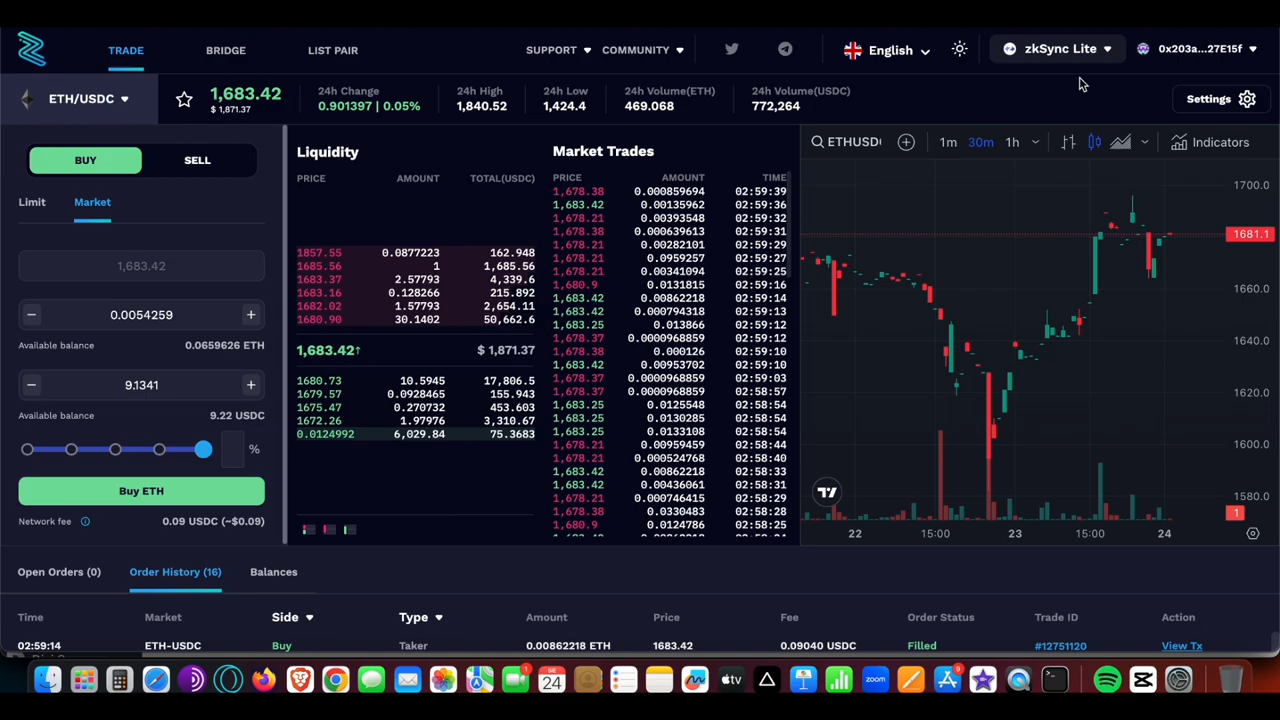 TRADE BRIDGE LIST PAIR SUPPORT COMMUNITY English zkSync Lite 0x203a...27E15f
ETH/USDC 1,683.42 $ 1,871.37 24h Change 0.901397 | 0.05% 24h High 1,840.52 24h Low 1,424.4 24h Volume(ETH) 469.068 24h Volume(USDC) 772,264 Settings
BUY SELL
Limit Market
1,683.42
− 0.0054259 +
Available balance 0.0659626 ETH
− 9.1341 +
Available balance 9.22 USDC
%
Buy ETH
Network fee 0.09 USDC (~$0.09)
Liquidity
PRICE AMOUNT TOTAL(USDC)
1857.55 0.0877223 162.948
1685.56 1 1,685.56
1683.37 2.57793 4,339.6
1683.16 0.128266 215.892
1682.02 1.57793 2,654.11
1680.90 30.1402 50,662.6
1,683.42↑ $ 1,871.37
1680.73 10.5945 17,806.5
1679.57 0.0928465 155.943
1675.47 0.270732 453.603
1672.26 1.97976 3,310.67
0.0124992 6,029.84 75.3683
Market Trades
PRICE AMOUNT TIME
1,678.38 0.000859694 02:59:39
1,683.42 0.00135962 02:59:36
1,678.21 0.00393548 02:59:32
1,678.38 0.000639613 02:59:31
1,678.21 0.00282101 02:59:29
1,678.21 0.0959257 02:59:27
1,678.21 0.00341094 02:59:25
1,680.9 0.0131815 02:59:16
1,683.42 0.00862218 02:59:14
1,683.42 0.000794318 02:59:13
1,683.25 0.013866 02:59:12
1,678.37 0.0000968859 02:59:12
1,678.38 0.000126 02:59:10
1,683.42 0.00953702 02:59:10
1,678.37 0.0000968859 02:59:03
1,678.37 0.0000968859 02:58:57
1,683.25 0.0125548 02:58:54
1,683.25 0.0130285 02:58:54
1,683.25 0.0133108 02:58:54
1,678.21 0.00959459 02:58:44
1,678.21 0.000524768 02:58:40
1,683.42 0.00862218 02:58:33
1,683.42 0.00436061 02:58:31
1,678.21 0.000746415 02:58:29
1,678.38 0.0330483 02:58:28
1,680.9 0.0124786 02:58:25
ETHUSD 1m 30m 1h Indicators
1700.0
1681.1
1660.0
1640.0
1620.0
1600.0
1580.0
1
22 15:00 23 15:00 24
Open Orders (0) Order History (16) Balances
Time Market Side Type Amount Price Fee Order Status Trade ID Action
02:59:14 ETH-USDC Buy Taker 0.00862218 ETH 1683.42 0.09040 USDC Filled #12751120 View Tx
1 24 tv zoom 9